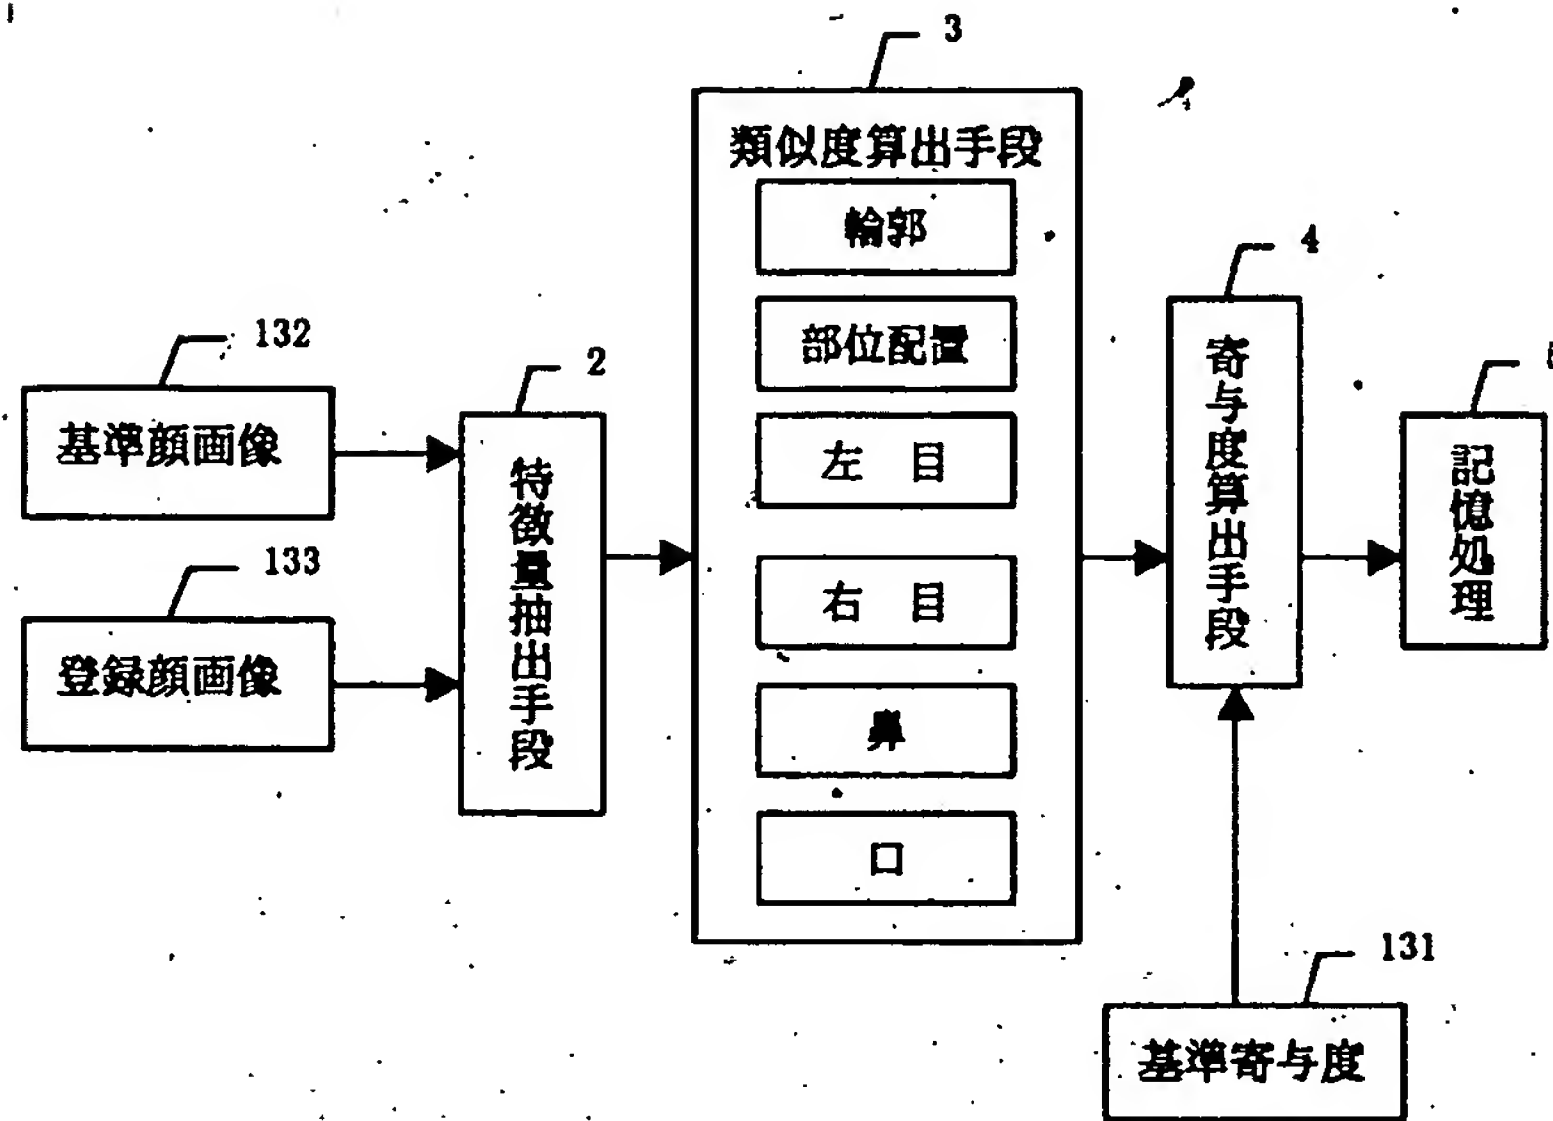 3
類似度算出手段
輪郭
4
132
部位配置
2
寄与度算出手段
基準顔画像
左 目
特徴量抽出手段
記憶処理
133
右 目
登録顔画像
鼻
口
131
基準寄与度